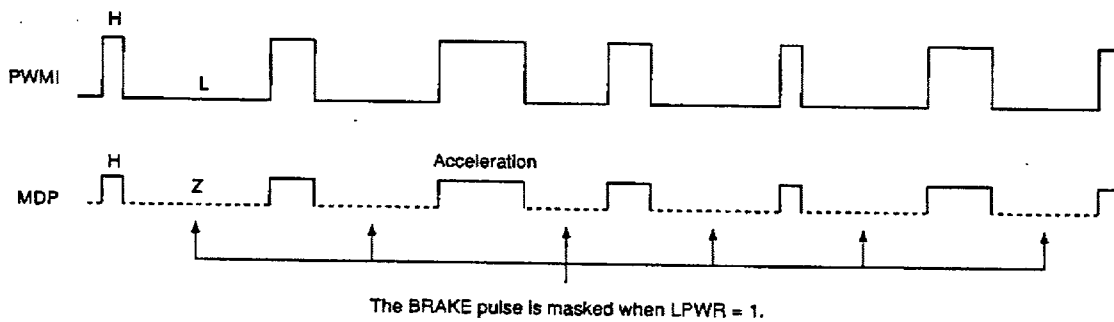 H
PWMI
L
H
Acceleration
Z
MDP
The BRAKE pulse is masked when LPWR = 1.